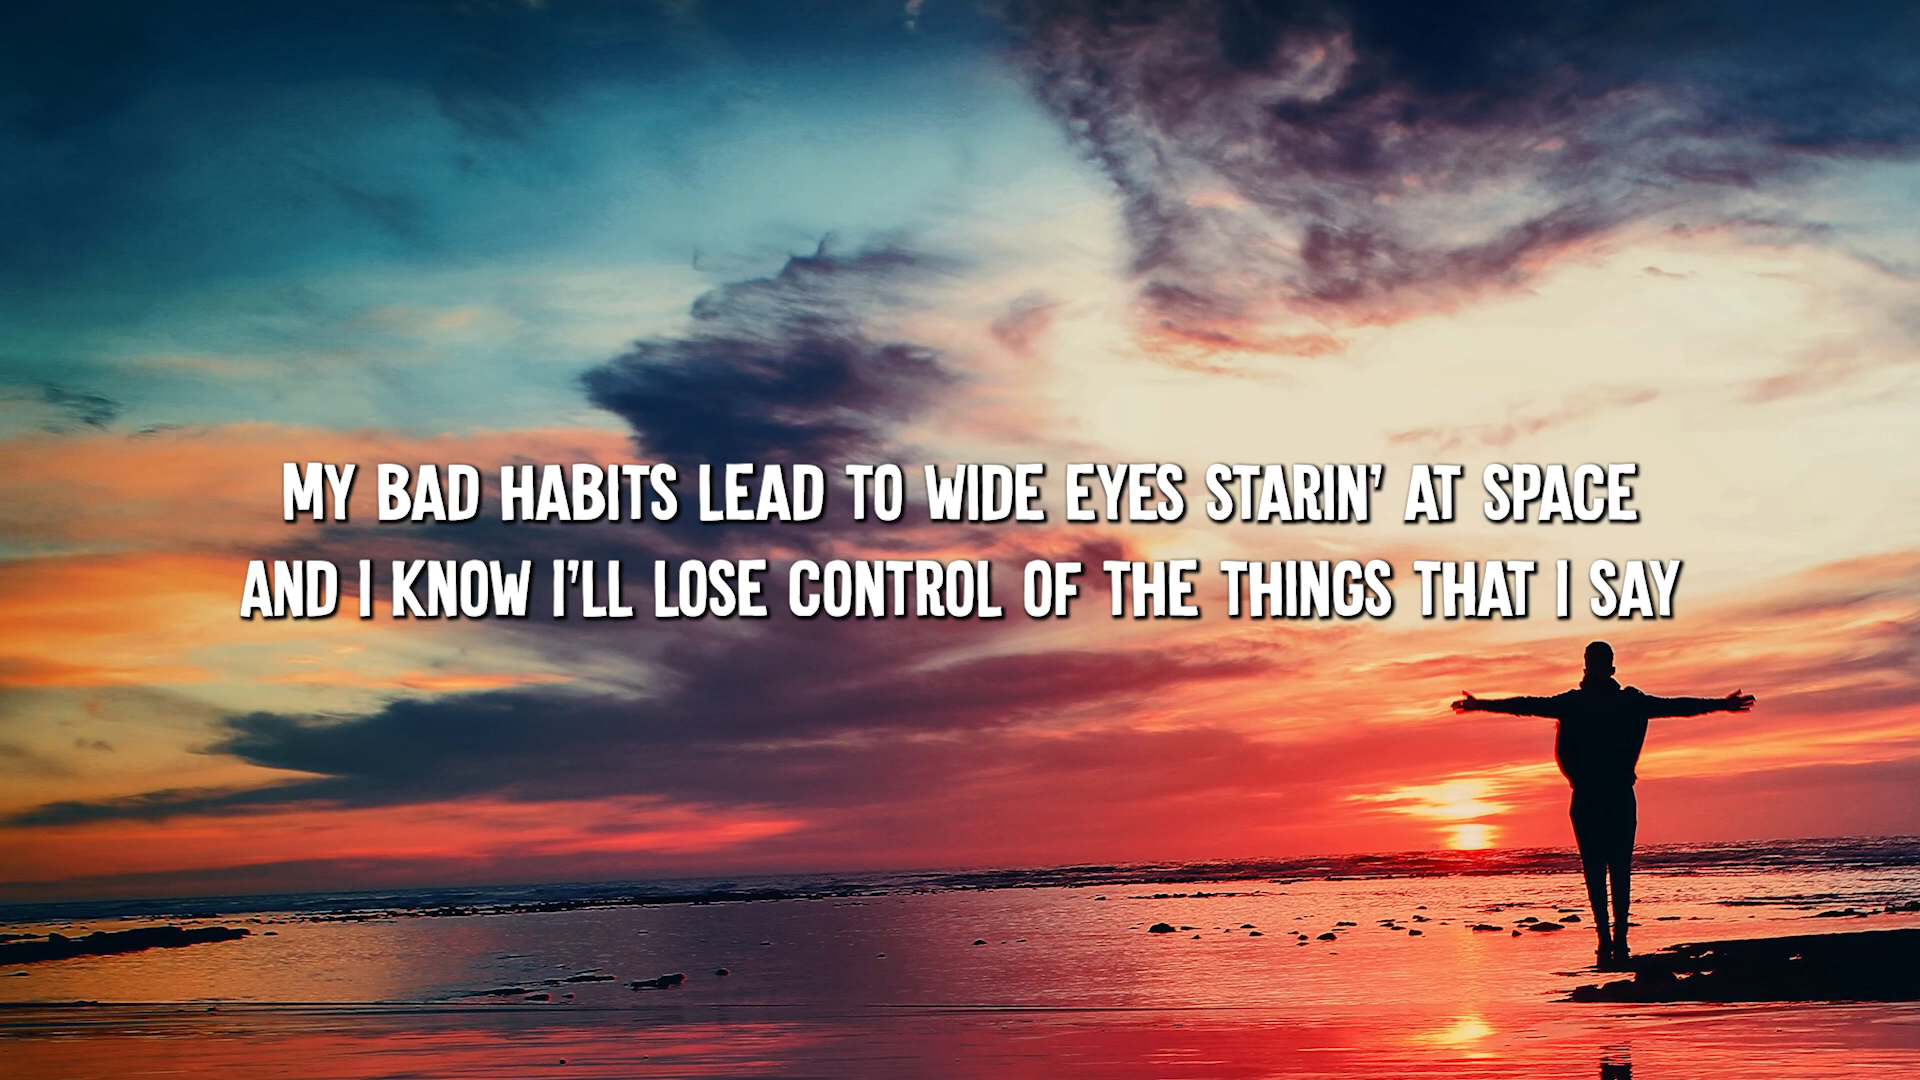 MY BAD HABITS LEAD TO WIDE EYES STARIN' AT SPACE
AND I KNOW I'LL LOSE CONTROL OF THE THINGS THAT I SAY